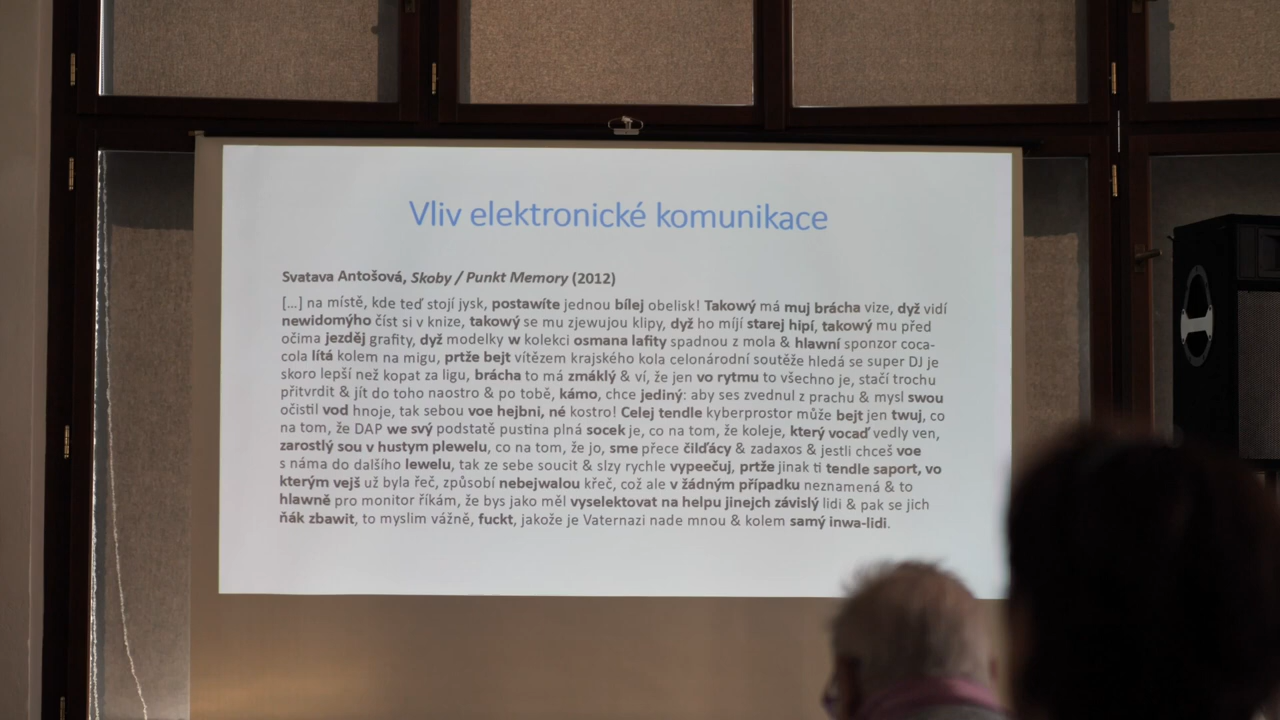 Vliv elektronické komunikace
Svatava Antošová, Skoby / Punkt Memory (2012)
[...] na místě, kde teď stojí jysk, postawíte jednou bílej obelisk! Takowý má muj brácha vize, dyž vidí
newidomýho číst si v knize, takowý se mu zjewujou klipy, dyž ho míjí starej hipí, takowý mu před
očima jezděj grafity, dyž modelky w kolekci osmana lafity spadnou z mola & hlawní sponzor coca-
cola lítá kolem na migu, prtže bejt vítězem krajského kola celonárodní soutěže hledá se super DJ je
skoro lepší než kopat za ligu, brácha to má zmáklý & ví, že jen vo rytmu to všechno je, stačí trochu
přitvrdit & jít do toho naostro & po tobě, kámo, chce jediný: aby ses zvednul z prachu & mysl swou
očistil vod hnoje, tak sebou voe hejbni, né kostro! Celej tendle kyberprostor může bejt jen twuj, co
na tom, že DAP we svý podstatě pustina plná socek je, co na tom, že koleje, který vocaď vedly ven,
zarostlý sou v hustym plewelu, co na tom, že jo, sme přece čilďácy & zadaxos & jestli chceš voe
s náma do dalšího lewelu, tak ze sebe soucit & slzy rychle vypeečuj, prtže jinak ti tendle saport, vo
kterým vejš už byla řeč, způsobí nebejwalou křeč, což ale v žádným případku neznamená & to
hlawně pro monitor říkám, že bys jako měl vyselektovat na helpu jinejch závislý lidi & pak se jich
ňák zbawit, to myslim vážně, fuckt, jakože je Vaternazi nade mnou & kolem samý inwa-lidi.